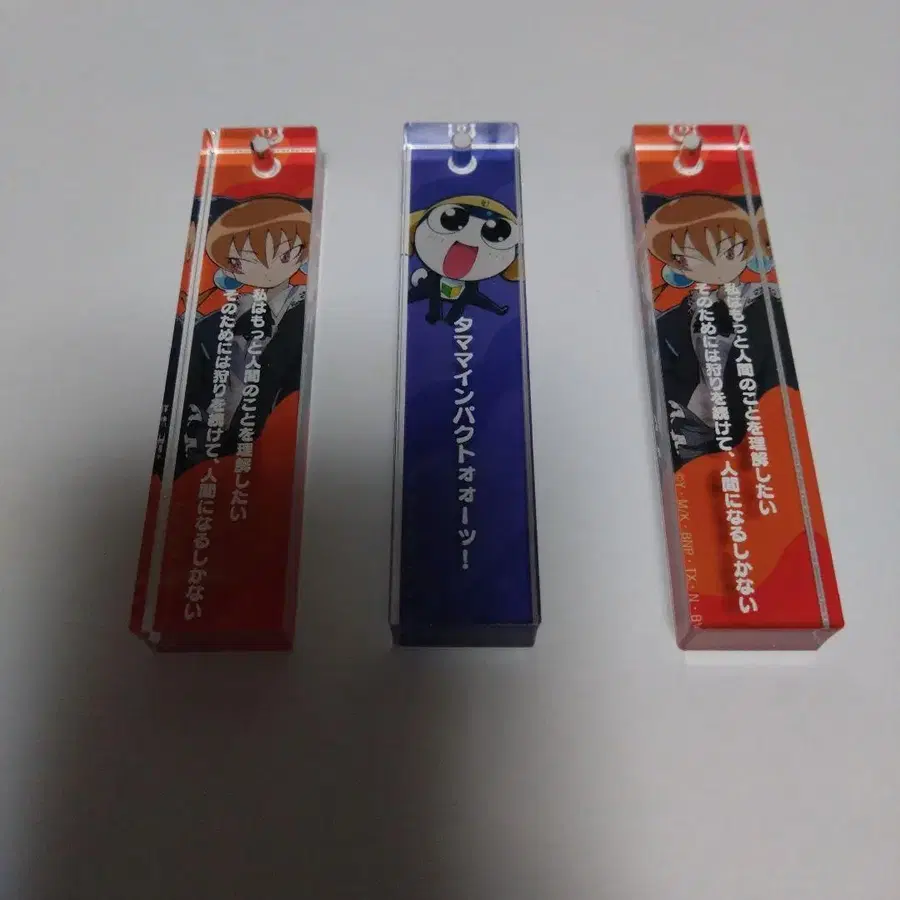 私はもっと人間のことを理解したい
そのためには狩りを続けて、人間になるしかない
タママインパクトォォーッ！
私はもっと人間のことを理解したい
そのためには狩りを続けて、人間になるしかない
©Y・M/K・BNP・TX・N・BV